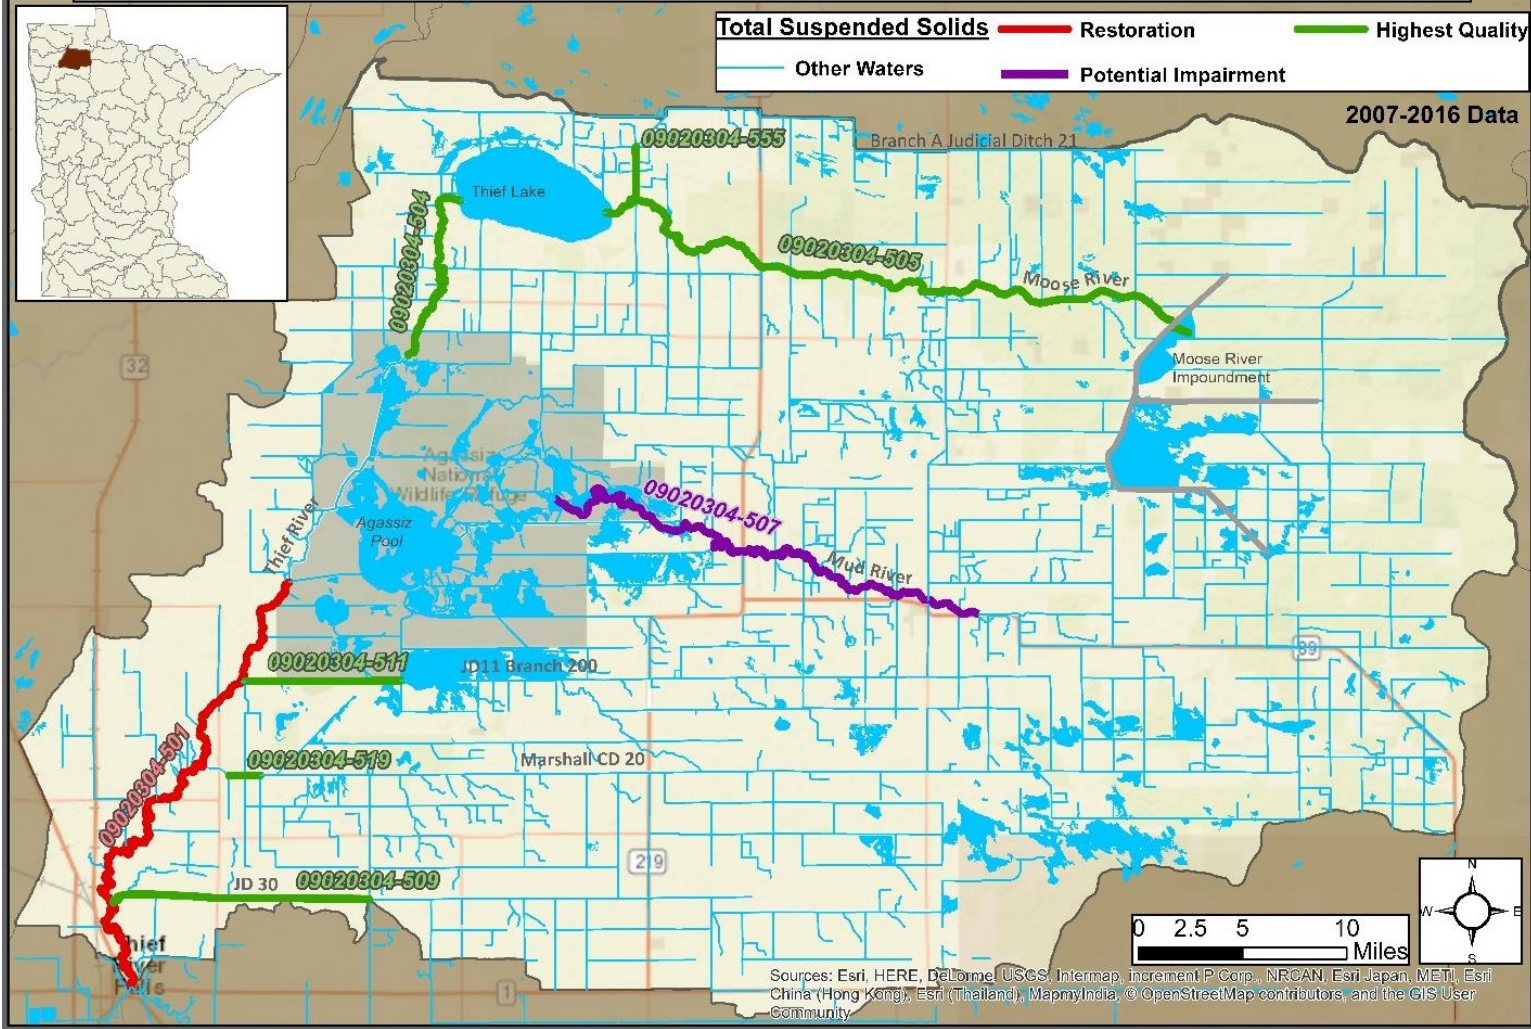 Total Suspended Solids
Restoration
Highest Quality
Other Waters
Potential Impairment
2007-2016 Data
09020304-555
Branch A Judicial Ditch 21
Thief Lake
09020304-504
09020304-505
Moose River
32
Moose River
Impoundment
Agassiz
National
Wildlife Refuge
09020304-507
Thief River
Agassiz
Pool
Mud River
09020304-511
JD11 Branch 200
89
09020304-501
09020304-519
Marshall CD 20
219
JD 30
09020304-509
N
W
E
S
0 2.5 5 10
Miles
Thief
River
Falls
1
Sources: Esri, HERE, DeLorme, USGS, Intermap, increment P Corp., NRCAN, Esri Japan, METI, Esri
China (Hong Kong), Esri (Thailand), MapmyIndia, © OpenStreetMap contributors, and the GIS User
Community